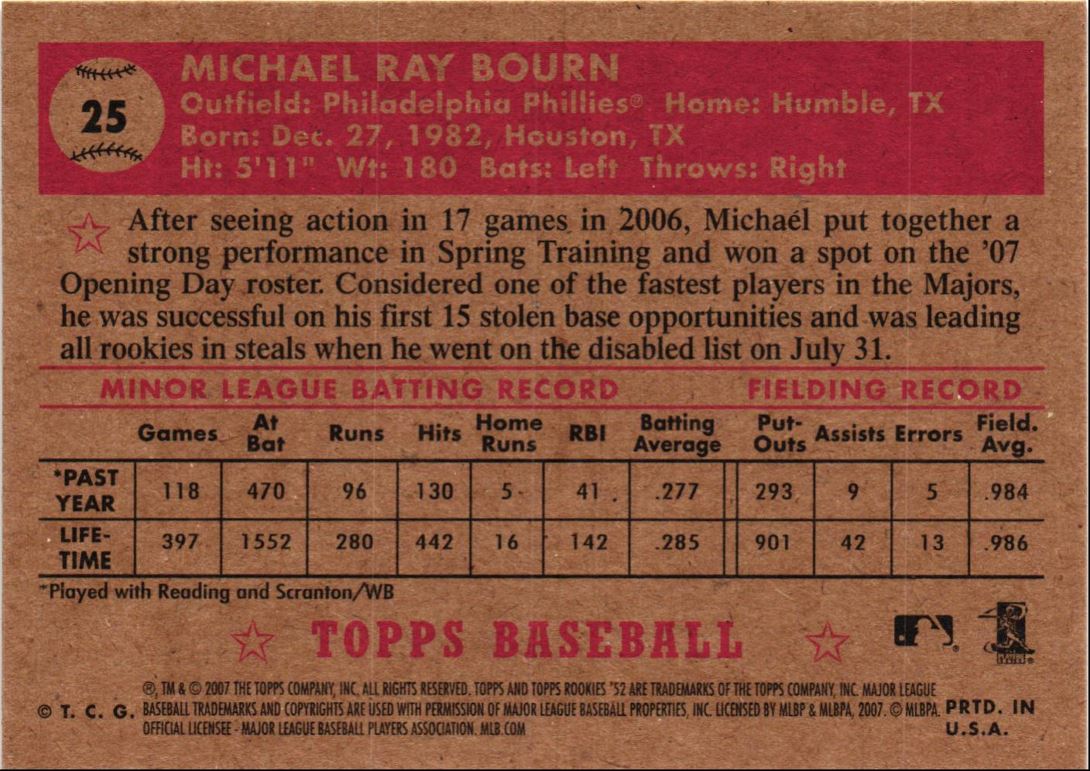 25
MICHAEL RAY BOURN
Outfield: Philadelphia Phillies® Home: Humble, TX
Born: Dec. 27, 1982, Houston, TX
Ht: 5'11" Wt: 180 Bats: Left Throws: Right
After seeing action in 17 games in 2006, Michael put together a
strong performance in Spring Training and won a spot on the '07
Opening Day roster. Considered one of the fastest players in the Majors,
he was successful on his first 15 stolen base opportunities and was leading
all rookies in steals when he went on the disabled list on July 31.
MINOR LEAGUE BATTING RECORD FIELDING RECORD
Games At Bat Runs Hits Home Runs RBI Batting Average Put-Outs Assists Errors Field. Avg.
*PAST YEAR 118 470 96 130 5 41 .277 293 9 5 .984
LIFE-TIME 397 1552 280 442 16 142 .285 901 42 13 .986
*Played with Reading and Scranton/WB
TOPPS BASEBALL
®, TM & © 2007 THE TOPPS COMPANY, INC. ALL RIGHTS RESERVED. TOPPS AND TOPPS ROOKIES '52 ARE TRADEMARKS OF THE TOPPS COMPANY, INC. MAJOR LEAGUE
© T. C. G. BASEBALL TRADEMARKS AND COPYRIGHTS ARE USED WITH PERMISSION OF MAJOR LEAGUE BASEBALL PROPERTIES, INC. LICENSED BY MLBP & MLBPA, 2007. © MLBPA. PRTD. IN
OFFICIAL LICENSEE - MAJOR LEAGUE BASEBALL PLAYERS ASSOCIATION. MLB.COM U.S.A.